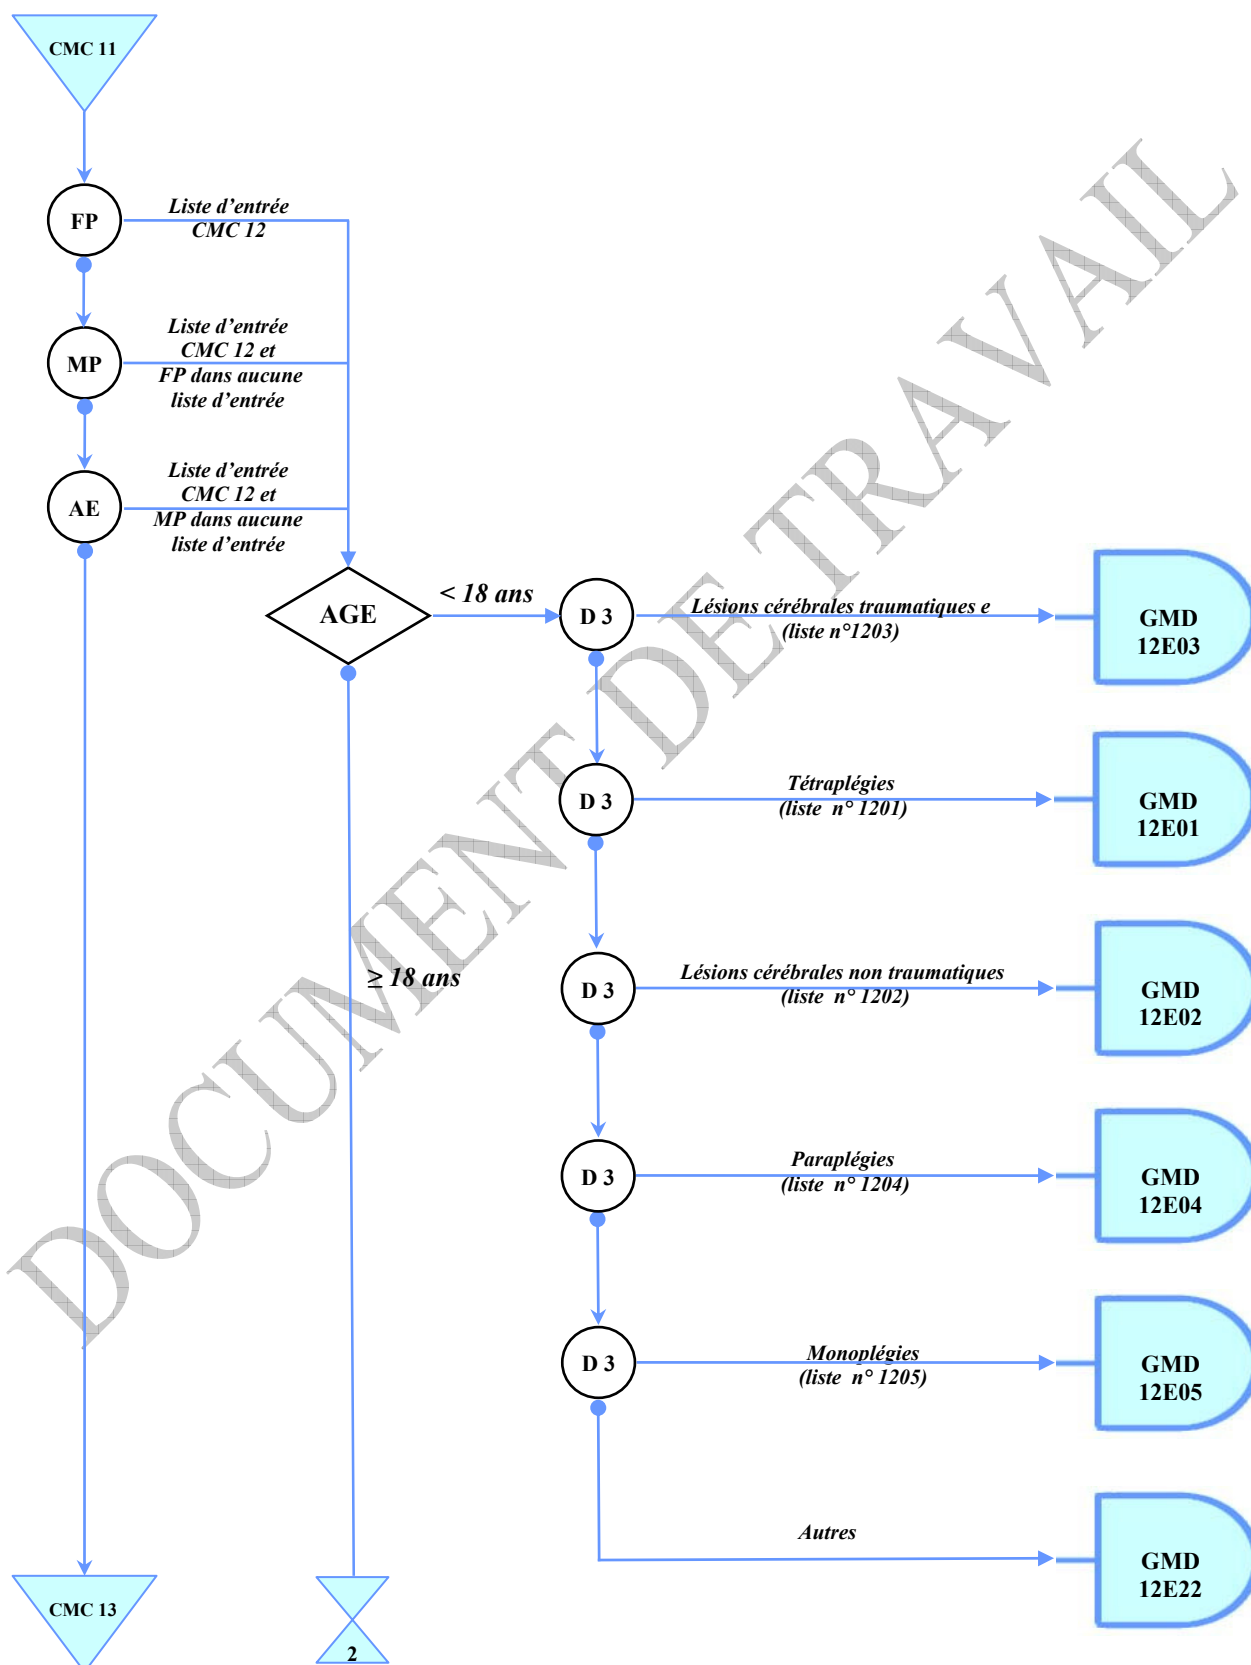 CMC 11
FP
Liste d'entrée
CMC 12
MP
Liste d'entrée
CMC 12 et
FP dans aucune
liste d'entrée
AE
Liste d'entrée
CMC 12 et
MP dans aucune
liste d'entrée
AGE
< 18 ans
D 3
Lésions cérébrales traumatiques e
(liste n°1203)
GMD
12E03
D 3
Tétraplégies
(liste n° 1201)
GMD
12E01
≥ 18 ans
D 3
Lésions cérébrales non traumatiques
(liste n° 1202)
GMD
12E02
D 3
Paraplégies
(liste n° 1204)
GMD
12E04
D 3
Monoplégies
(liste n° 1205)
GMD
12E05
Autres
GMD
12E22
CMC 13
2
DOCUMENT DE TRAVAIL